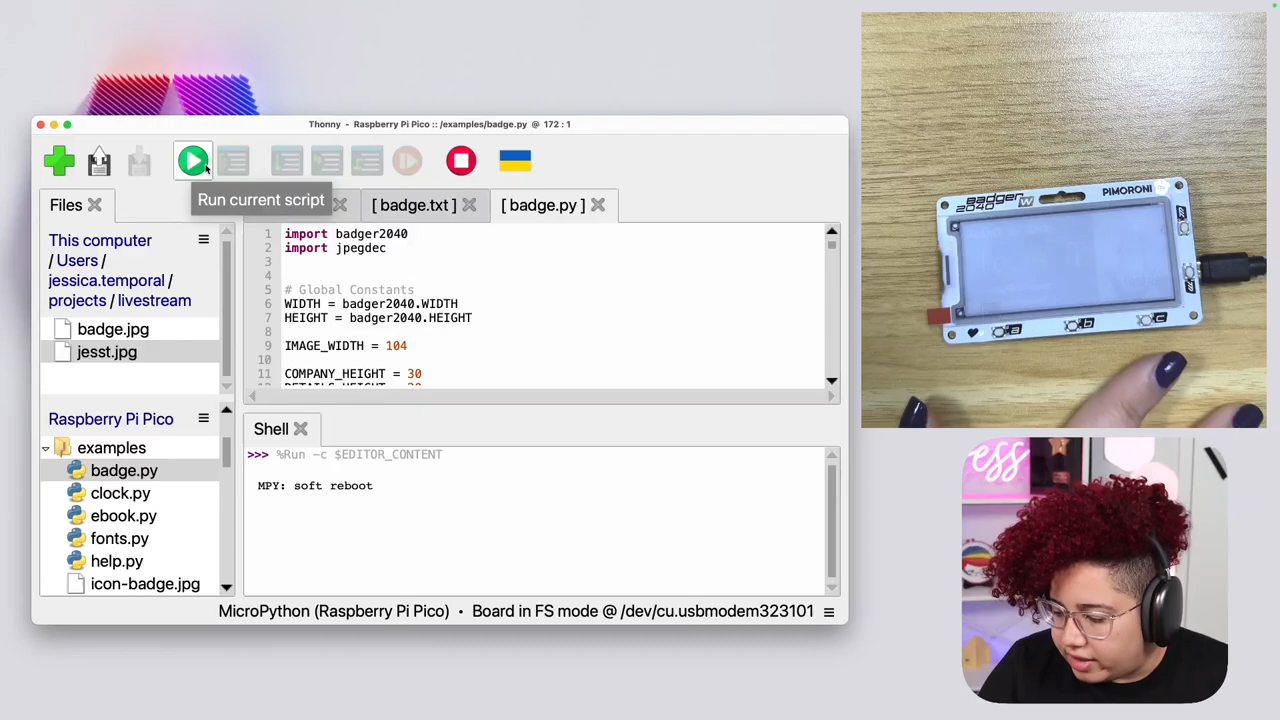 Thonny - Raspberry Pi Pico :: /examples/badge.py @ 172 : 1
Run current script
Files
[ badge.txt ]
[ badge.py ]
This computer
/ Users /
jessica.temporal /
projects / livestream
badge.jpg
jesst.jpg
Raspberry Pi Pico
examples
badge.py
clock.py
ebook.py
fonts.py
help.py
icon-badge.jpg
1 import badger2040
2 import jpegdec
3
4
5 # Global Constants
6 WIDTH = badger2040.WIDTH
7 HEIGHT = badger2040.HEIGHT
8
9 IMAGE_WIDTH = 104
10
11 COMPANY_HEIGHT = 30
Shell
>>> %Run -c $EDITOR_CONTENT
MPY: soft reboot
MicroPython (Raspberry Pi Pico) • Board in FS mode @ /dev/cu.usbmodem323101 ≡
badger
2040 W
PIMORONI
a
b
c
ess